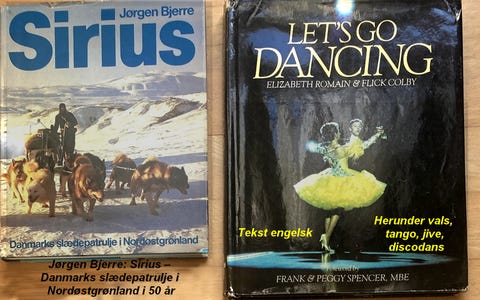 Jørgen Bjerre
Sirius
Danmarks slædepatrulje i Nordøstgrønland
Jørgen Bjerre: Sirius –
Danmarks slædepatrulje i
Nordøstgrønland i 50 år
LET'S GO
DANCING
ELIZABETH ROMAIN & FLICK COLBY
Tekst engelsk
Herunder vals,
tango, jive,
discodans
FRANK & PEGGY SPENCER, MBE